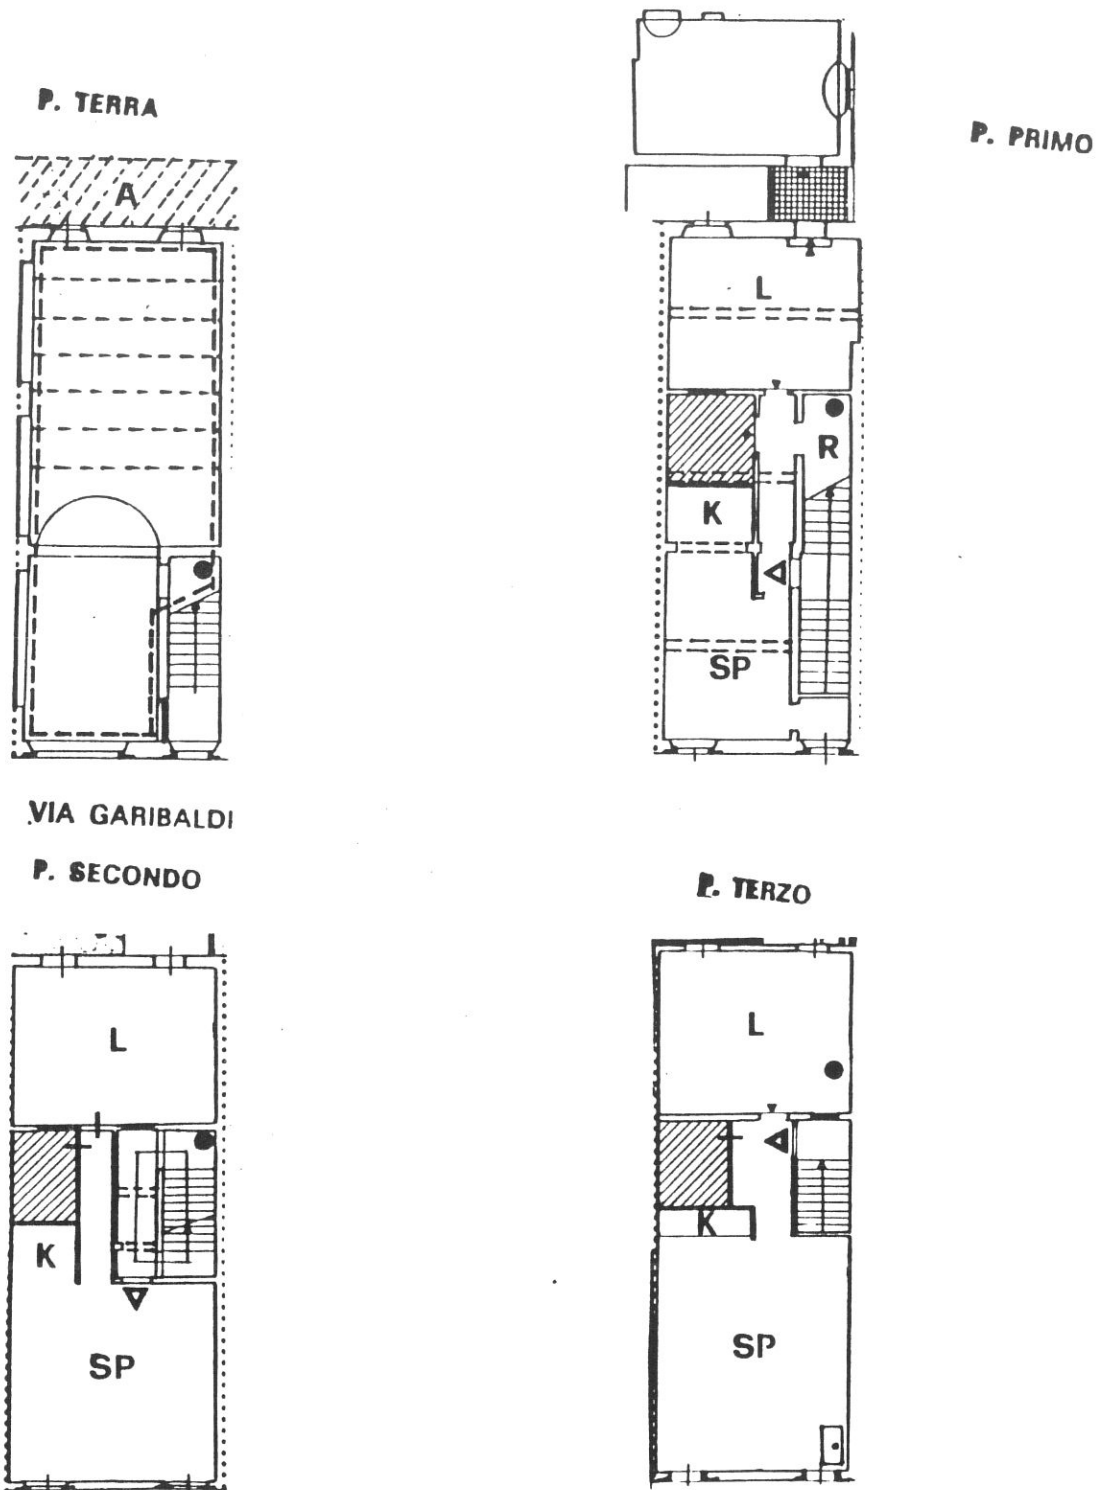 P. TERRA
A
P. PRIMO
L
R
K
SP
VIA GARIBALDI
P. SECONDO
L
K
SP
P. TERZO
L
K
SP